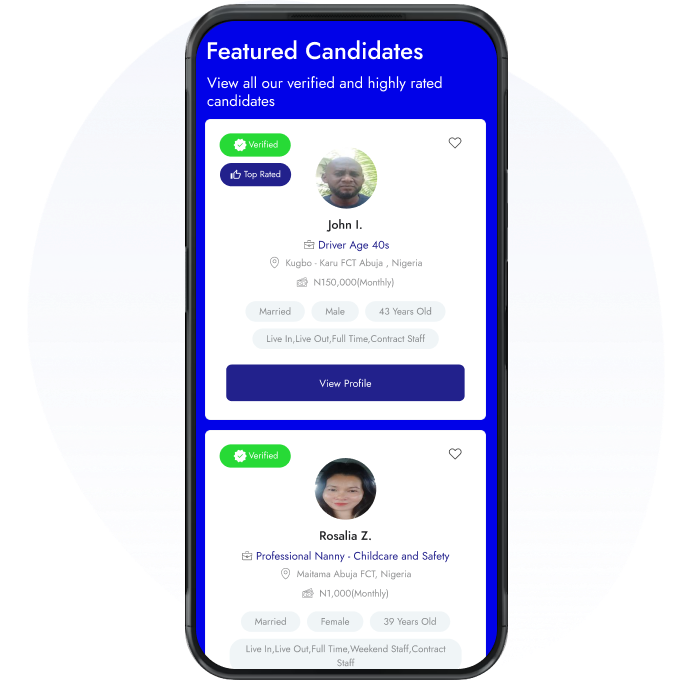 Featured Candidates
View all our verified and highly rated
candidates
Verified
Top Rated
John I.
Driver Age 40s
Kugbo - Karu FCT Abuja , Nigeria
N150,000(Monthly)
Married
Male
43 Years Old
Live In,Live Out,Full Time,Contract Staff
View Profile
Verified
Rosalia Z.
Professional Nanny - Childcare and Safety
Maitama Abuja FCT, Nigeria
N1,000(Monthly)
Married
Female
39 Years Old
Live In,Live Out,Full Time,Weekend Staff,Contract
Staff